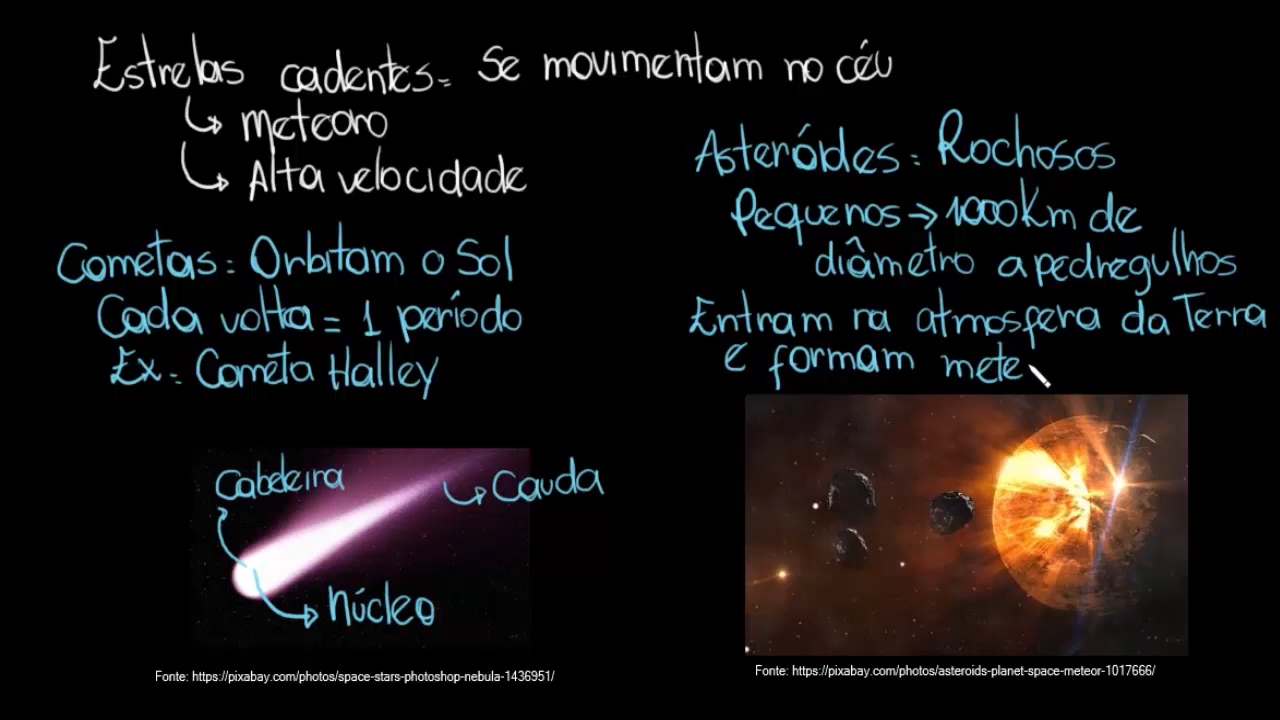 Estrelas cadentes = Se movimentam no céu
↳ meteoro
↳ Alta velocidade
Cometas: Orbitam o Sol
Cada volta = 1 período
Ex: Cometa Halley
Cabeleira
↳ Cauda
Núcleo
Fonte: https://pixabay.com/photos/space-stars-photoshop-nebula-1436951/
Asteróides: Rochosos
Pequenos → 1000Km de
diâmetro a pedregulhos
Entram na atmosfera da Terra
e formam mete
Fonte: https://pixabay.com/photos/asteroids-planet-space-meteor-1017666/